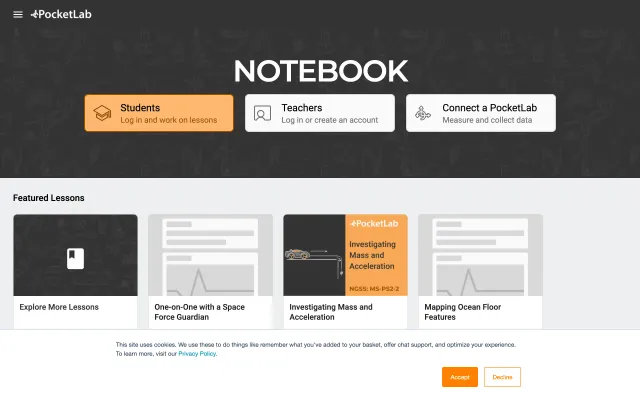 PocketLab
NOTEBOOK
Students
Log in and work on lessons
Teachers
Log in or create an account
Connect a PocketLab
Measure and collect data
Featured Lessons
Explore More Lessons
One-on-One with a Space
Force Guardian
PocketLab
Investigating
Mass and
Acceleration
NGSS: MS-PS2-2
Investigating Mass and
Acceleration
Mapping Ocean Floor
Features
This site uses cookies. We use these to do things like remember what you've added to your basket, offer chat support, and optimize your experience.
To learn more, visit our Privacy Policy.
Accept
Decline